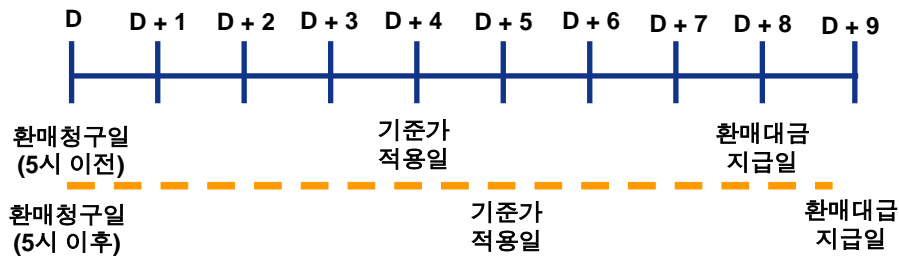 D D + 1 D + 2 D + 3 D + 4 D + 5 D + 6 D + 7 D + 8 D + 9
환매청구일
(5시 이전)
기준가
적용일
환매대금
지급일
환매청구일
(5시 이후)
기준가
적용일
환매대급
지급일